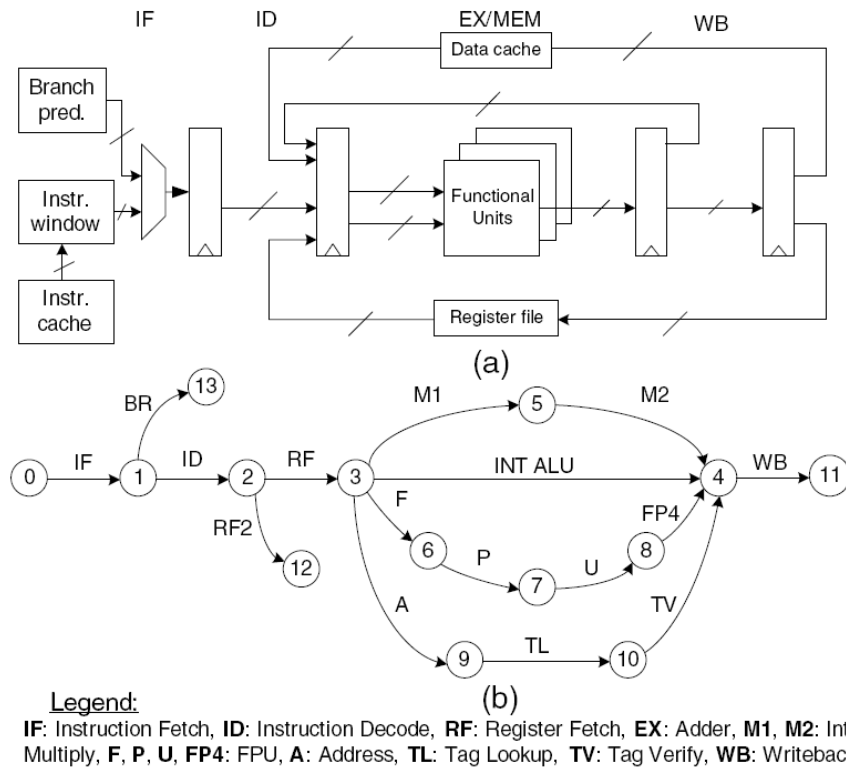 IF ID EX/MEM WB
Data cache
Branch
pred.
Instr.
window
Functional
Units
Instr.
cache
Register file
(a)
13
M1 5 M2
BR
0 IF 1 ID 2 RF 3 INT ALU 4 WB 11
RF2 F FP4
12 6 P 7 U 8
A TV
9 TL 10
(b)
Legend:
IF: Instruction Fetch, ID: Instruction Decode, RF: Register Fetch, EX: Adder, M1, M2: Int
Multiply, F, P, U, FP4: FPU, A: Address, TL: Tag Lookup, TV: Tag Verify, WB: Writebac